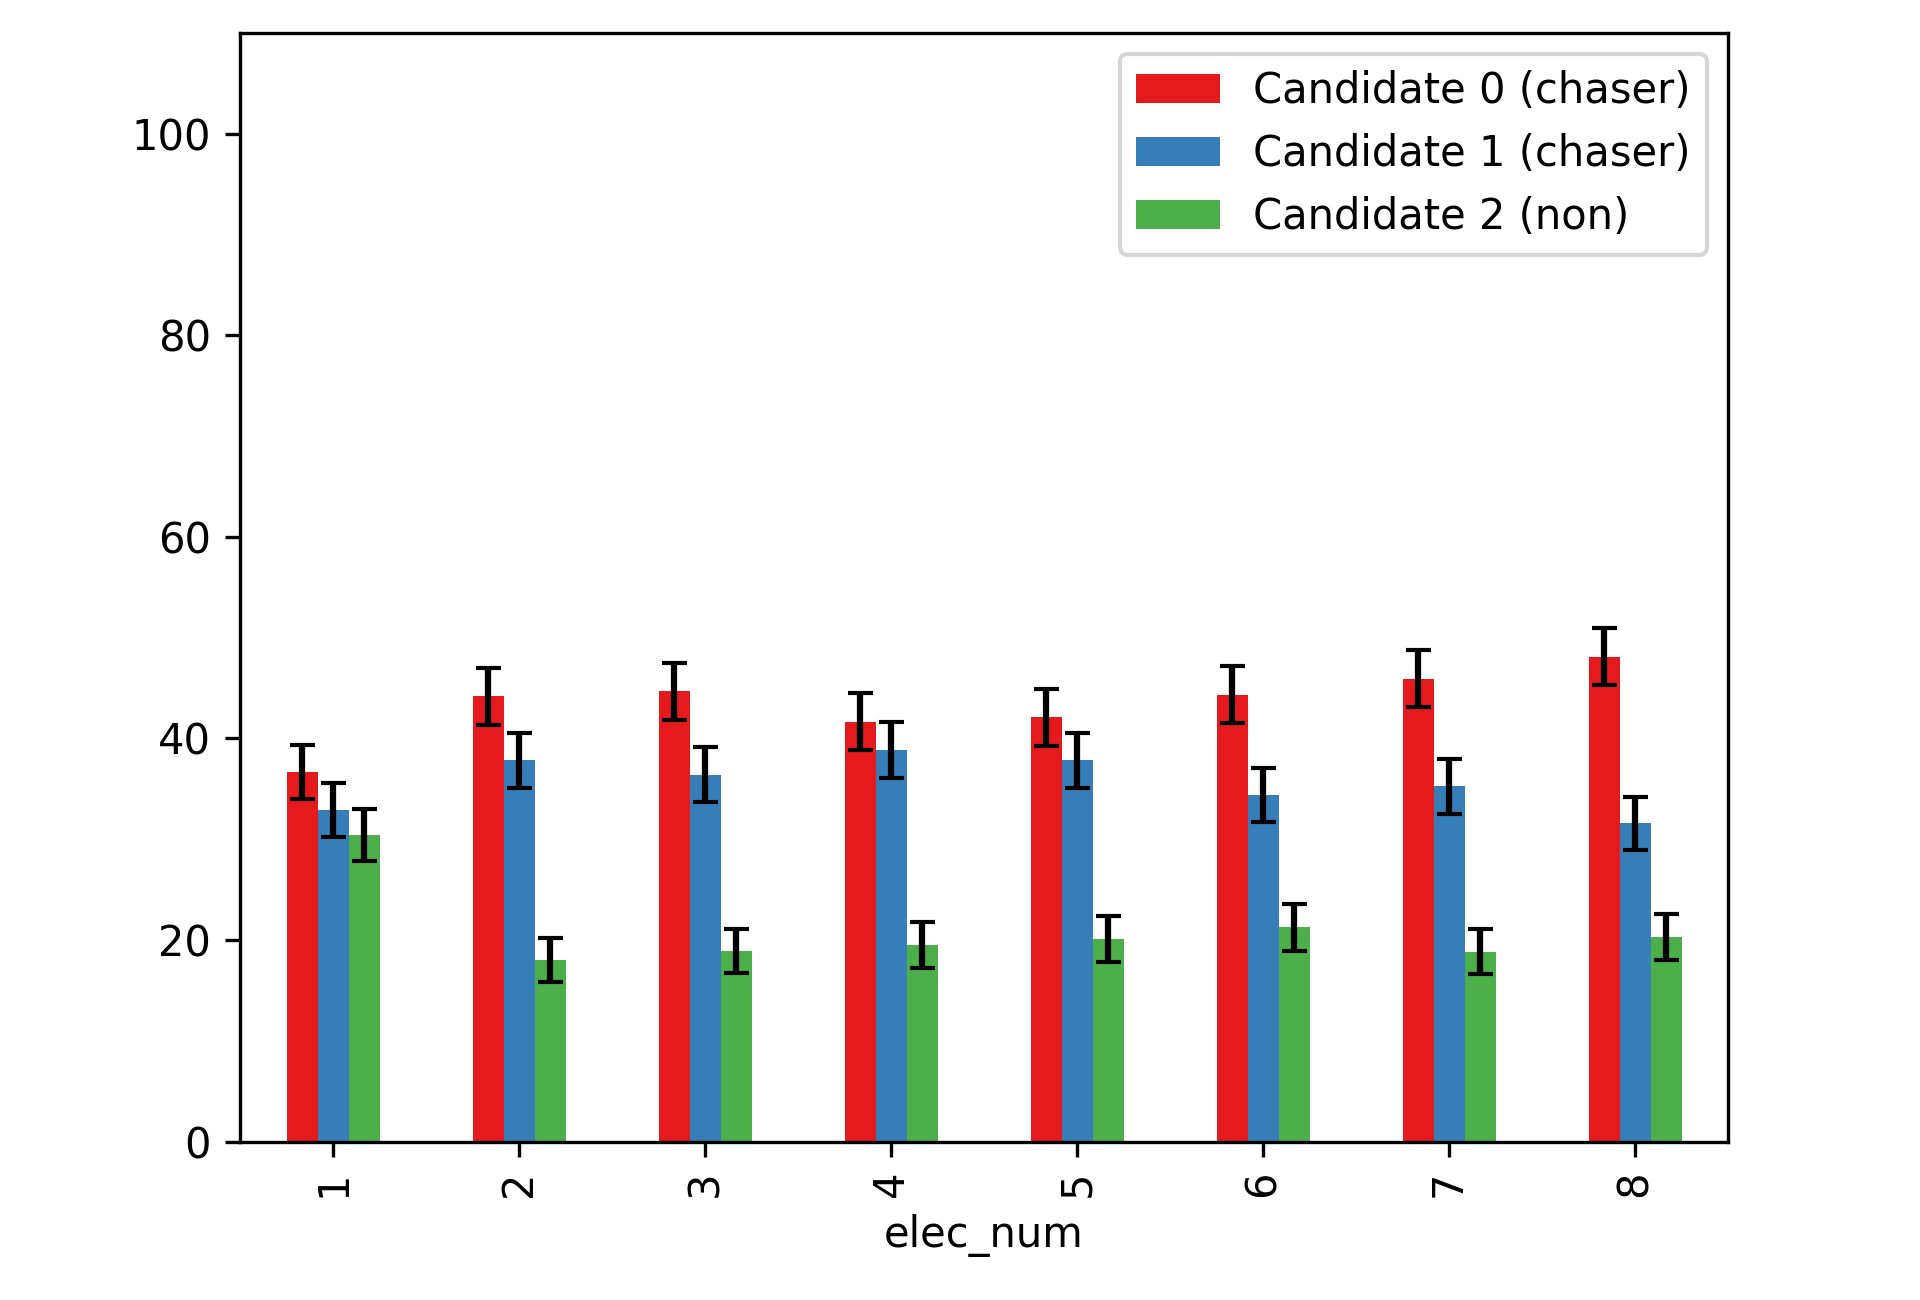 Candidate 0 (chaser)
Candidate 1 (chaser)
Candidate 2 (non)
100
80
60
40
20
0
1 2 3 4 5 6 7 8
elec_num